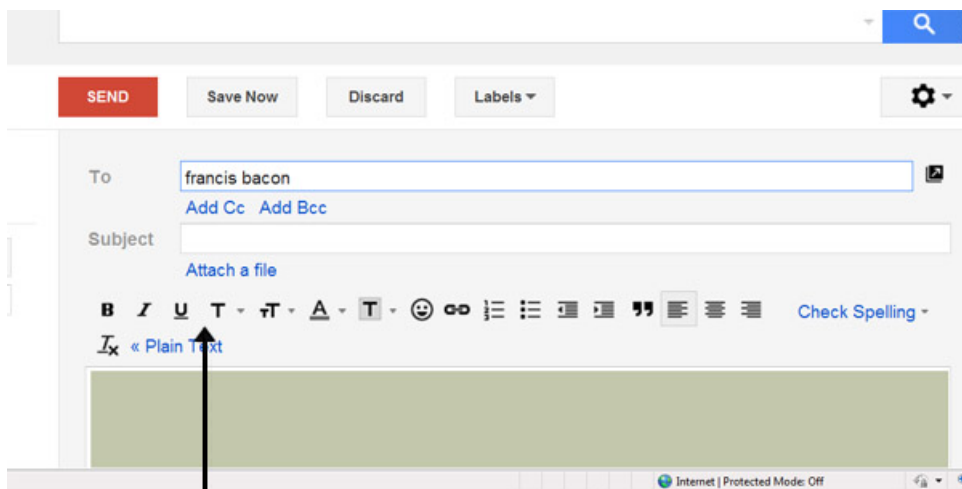 SEND Save Now Discard Labels
To francis bacon
Add Cc Add Bcc
Subject
Attach a file
B I U T T A T Check Spelling
Tx « Plain Text
Internet | Protected Mode: Off